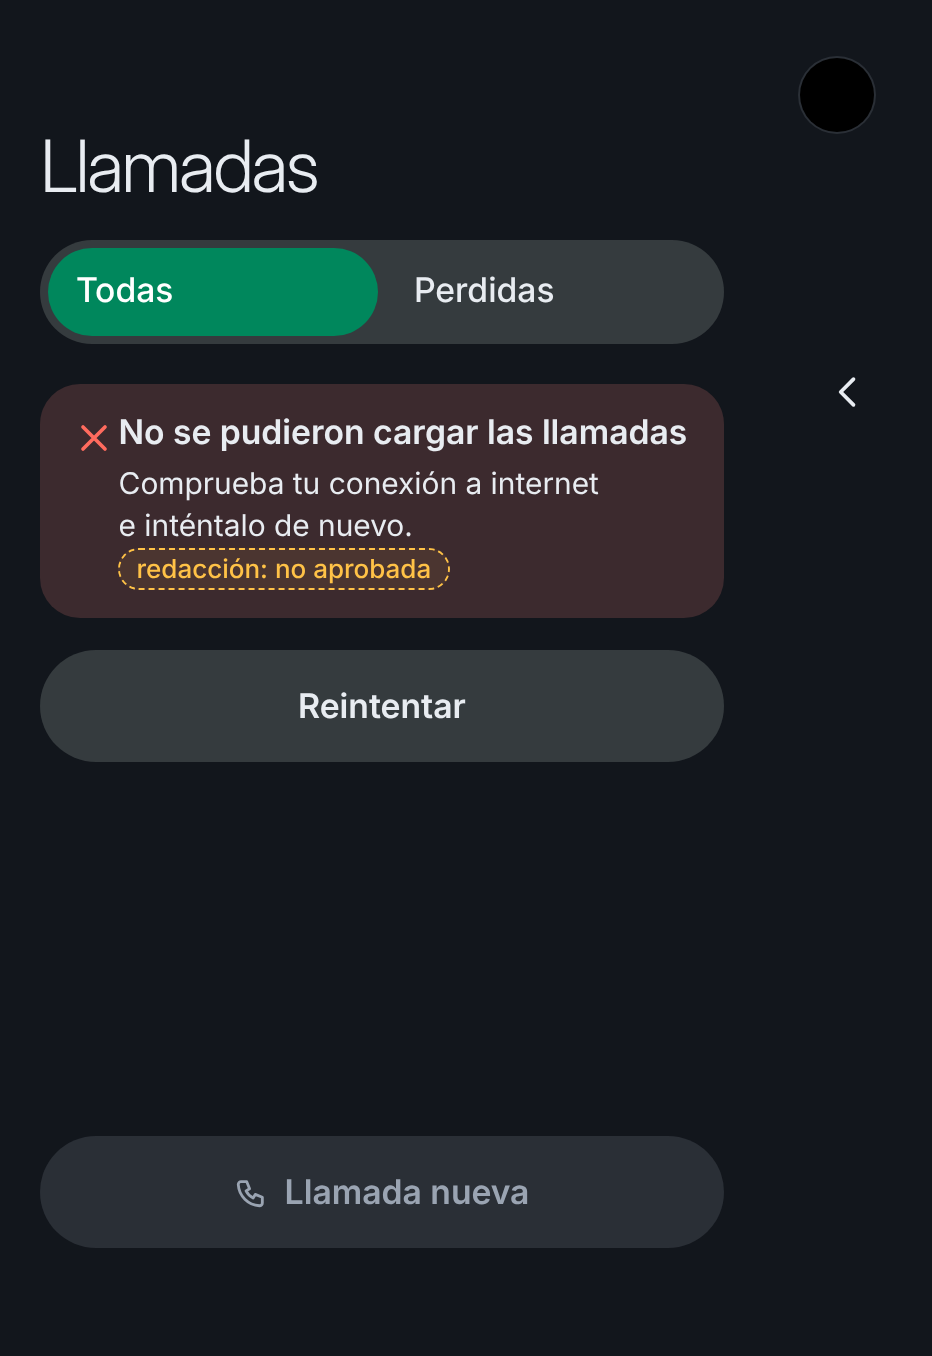 Llamadas
Todas
Perdidas
No se pudieron cargar las llamadas
Comprueba tu conexión a internet
e inténtalo de nuevo.
redacción: no aprobada
Reintentar
Llamada nueva